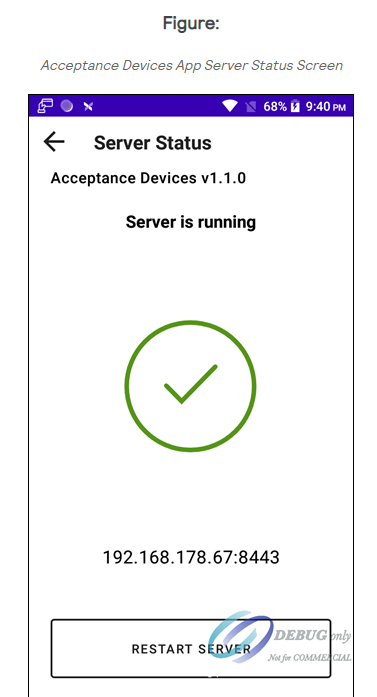 Figure:
Acceptance Devices App Server Status Screen
68% 9:40 PM
Server Status
Acceptance Devices v1.1.0
Server is running
192.168.178.67:8443
RESTART SERVER
DEBUG only
Not for COMMERCIAL